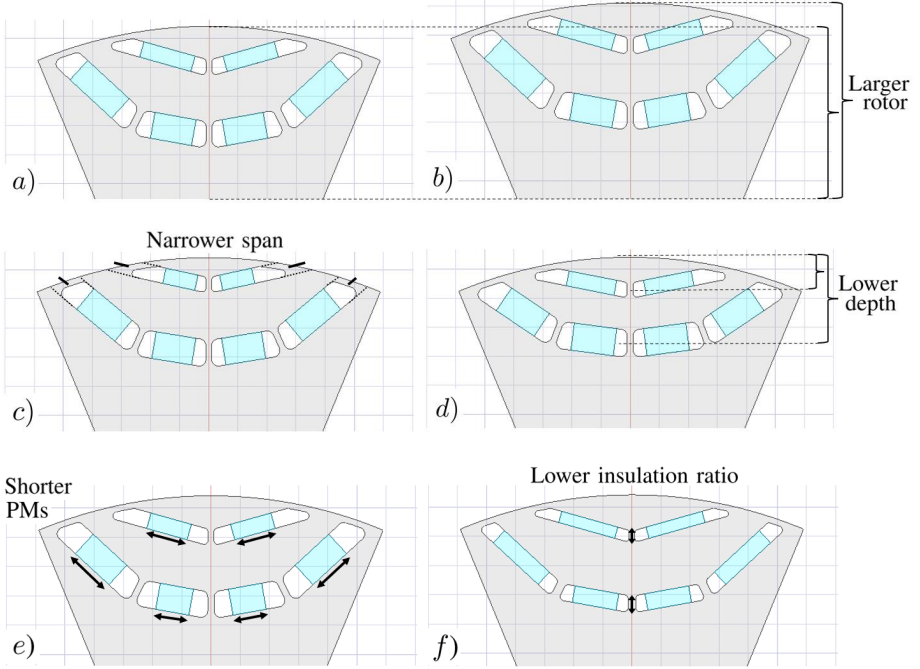 a)
b)
Larger
rotor
Narrower span
c)
d)
Lower
depth
Shorter
PMs
Lower insulation ratio
e)
f)